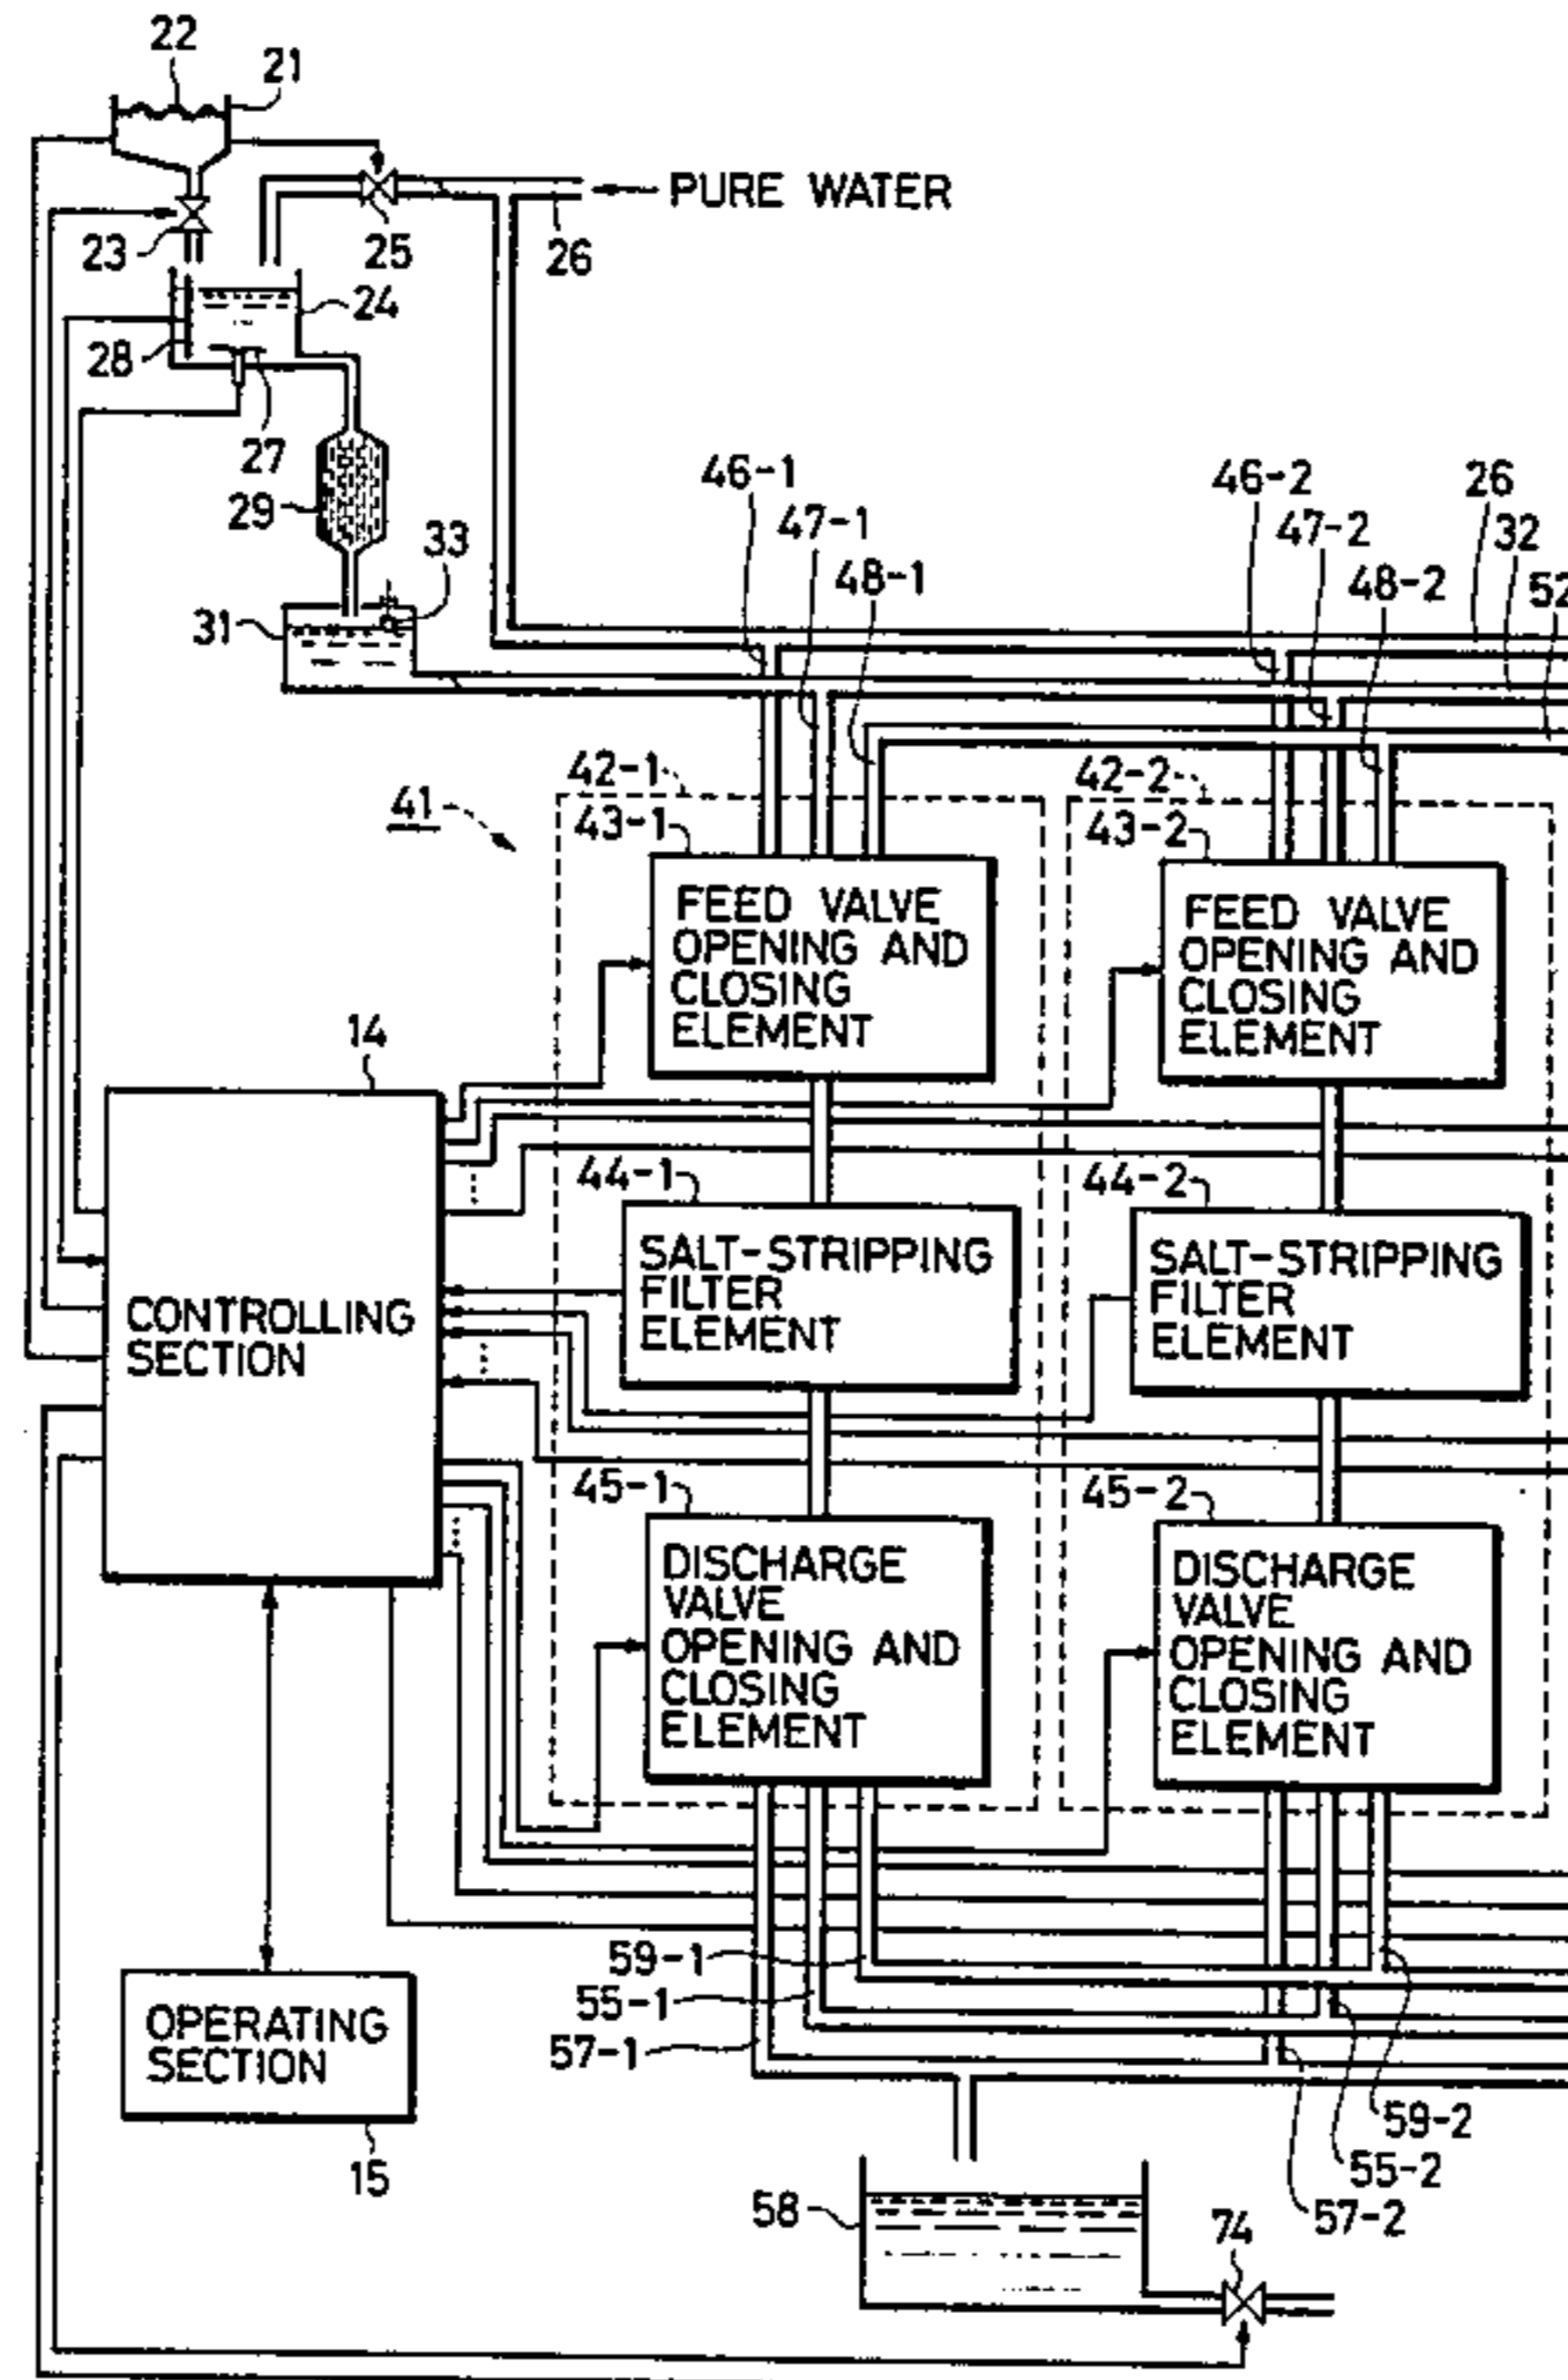 22
21
PURE WATER
23
25
26
24
28
27
29
33
31
46-1
47-1
48-1
46-2
47-2
48-2
26
32
52
41
42-1
43-1
42-2
43-2
FEED VALVE
OPENING AND
CLOSING
ELEMENT
FEED VALVE
OPENING AND
CLOSING
ELEMENT
14
44-1
44-2
CONTROLLING
SECTION
SALT-STRIPPING
FILTER
ELEMENT
SALT-STRIPPING
FILTER
ELEMENT
45-1
45-2
DISCHARGE
VALVE
OPENING AND
CLOSING
ELEMENT
DISCHARGE
VALVE
OPENING AND
CLOSING
ELEMENT
59-1
55-1
57-1
OPERATING
SECTION
15
59-2
55-2
57-2
58
74